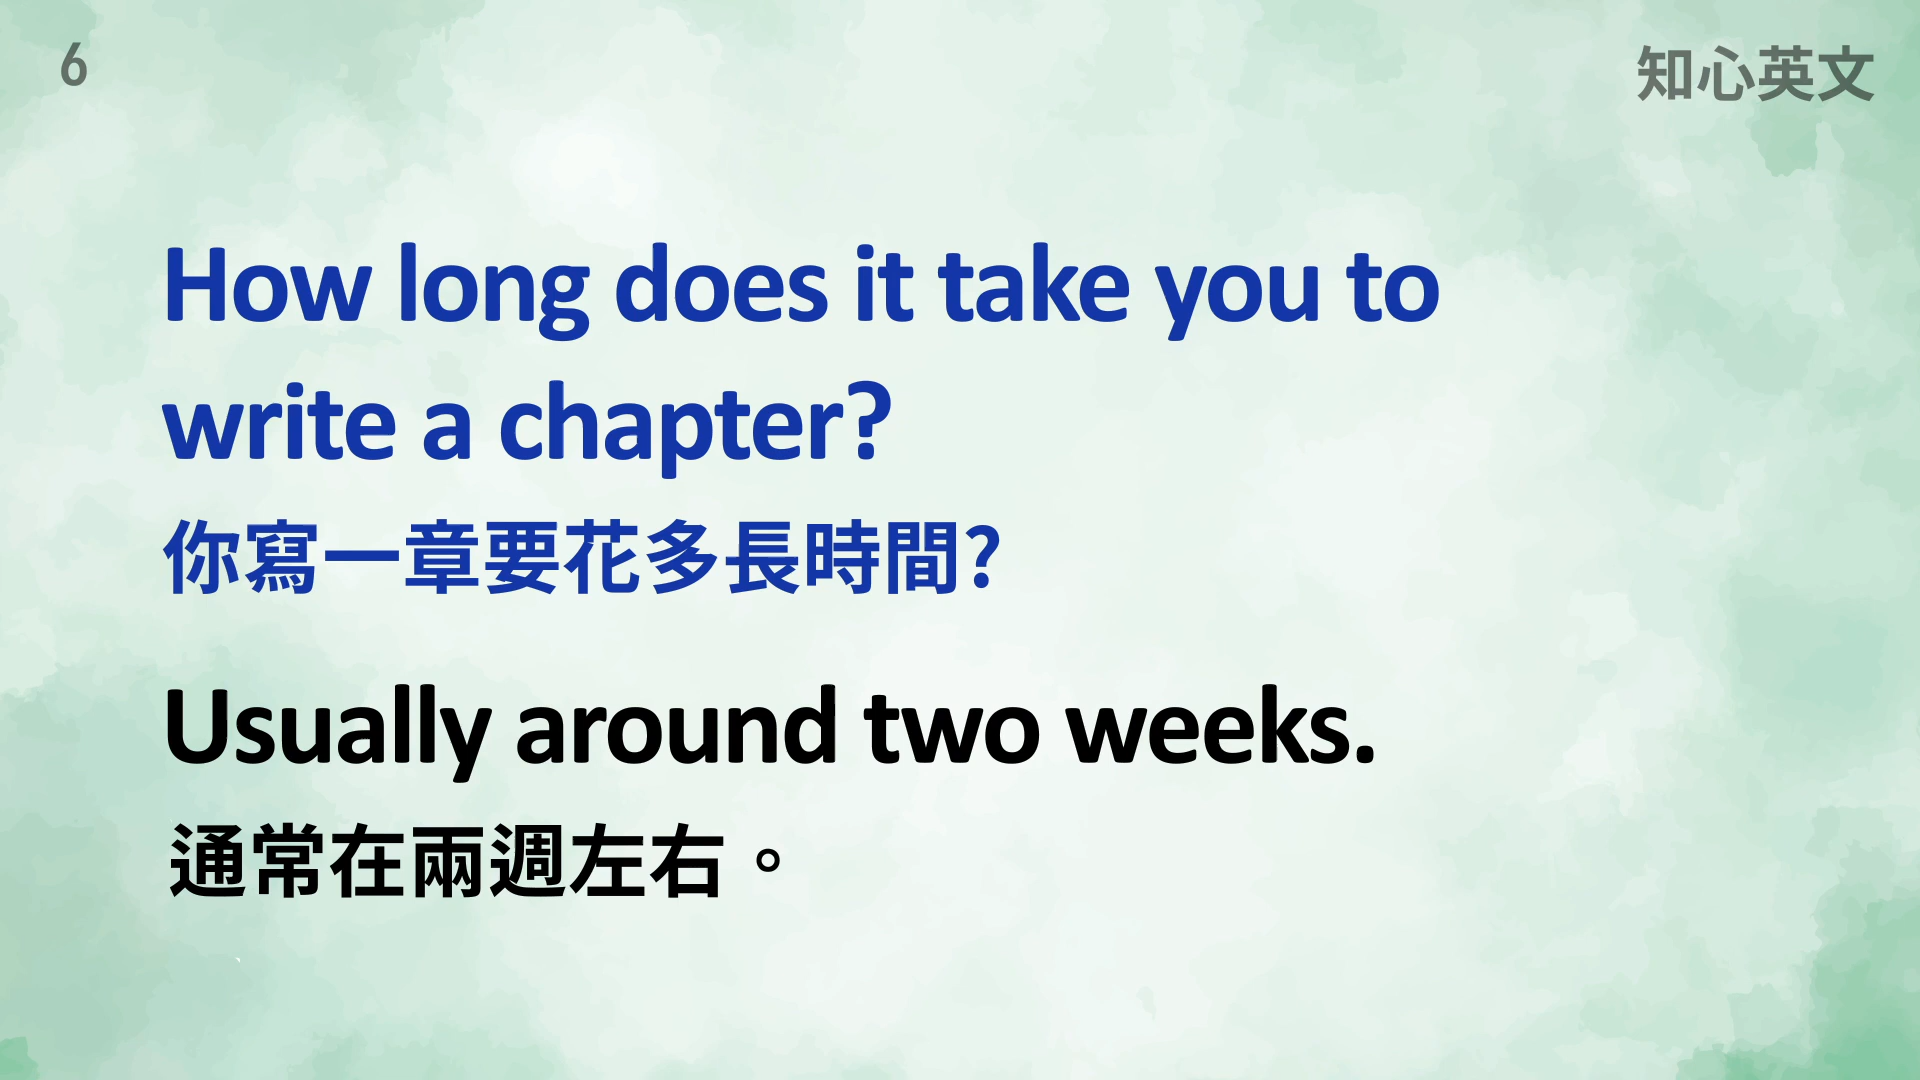 6
知心英文
How long does it take you to
write a chapter?
你寫一章要花多長時間?
Usually around two weeks.
通常在兩週左右。